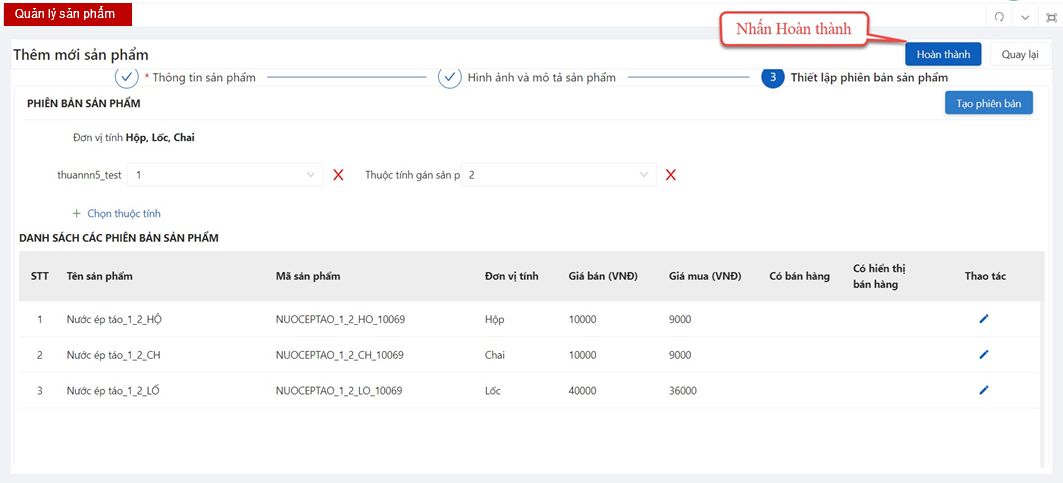 Quản lý sản phẩm
Nhấn Hoàn thành
Thêm mới sản phẩm
Hoàn thành
Quay lại
* Thông tin sản phẩm
Hình ảnh và mô tả sản phẩm
3 Thiết lập phiên bản sản phẩm
PHIÊN BẢN SẢN PHẨM
Tạo phiên bản
Đơn vị tính Hộp, Lốc, Chai
thuannn5_test 1 Thuộc tính gán sản p 2
+ Chọn thuộc tính
DANH SÁCH CÁC PHIÊN BẢN SẢN PHẨM
STT Tên sản phẩm Mã sản phẩm Đơn vị tính Giá bán (VNĐ) Giá mua (VNĐ) Có bán hàng Có hiển thị bán hàng Thao tác
1 Nước ép táo_1_2_HỘ NUOCEPTAO_1_2_HO_10069 Hộp 10000 9000
2 Nước ép táo_1_2_CH NUOCEPTAO_1_2_CH_10069 Chai 10000 9000
3 Nước ép táo_1_2_LỐ NUOCEPTAO_1_2_LO_10069 Lốc 40000 36000